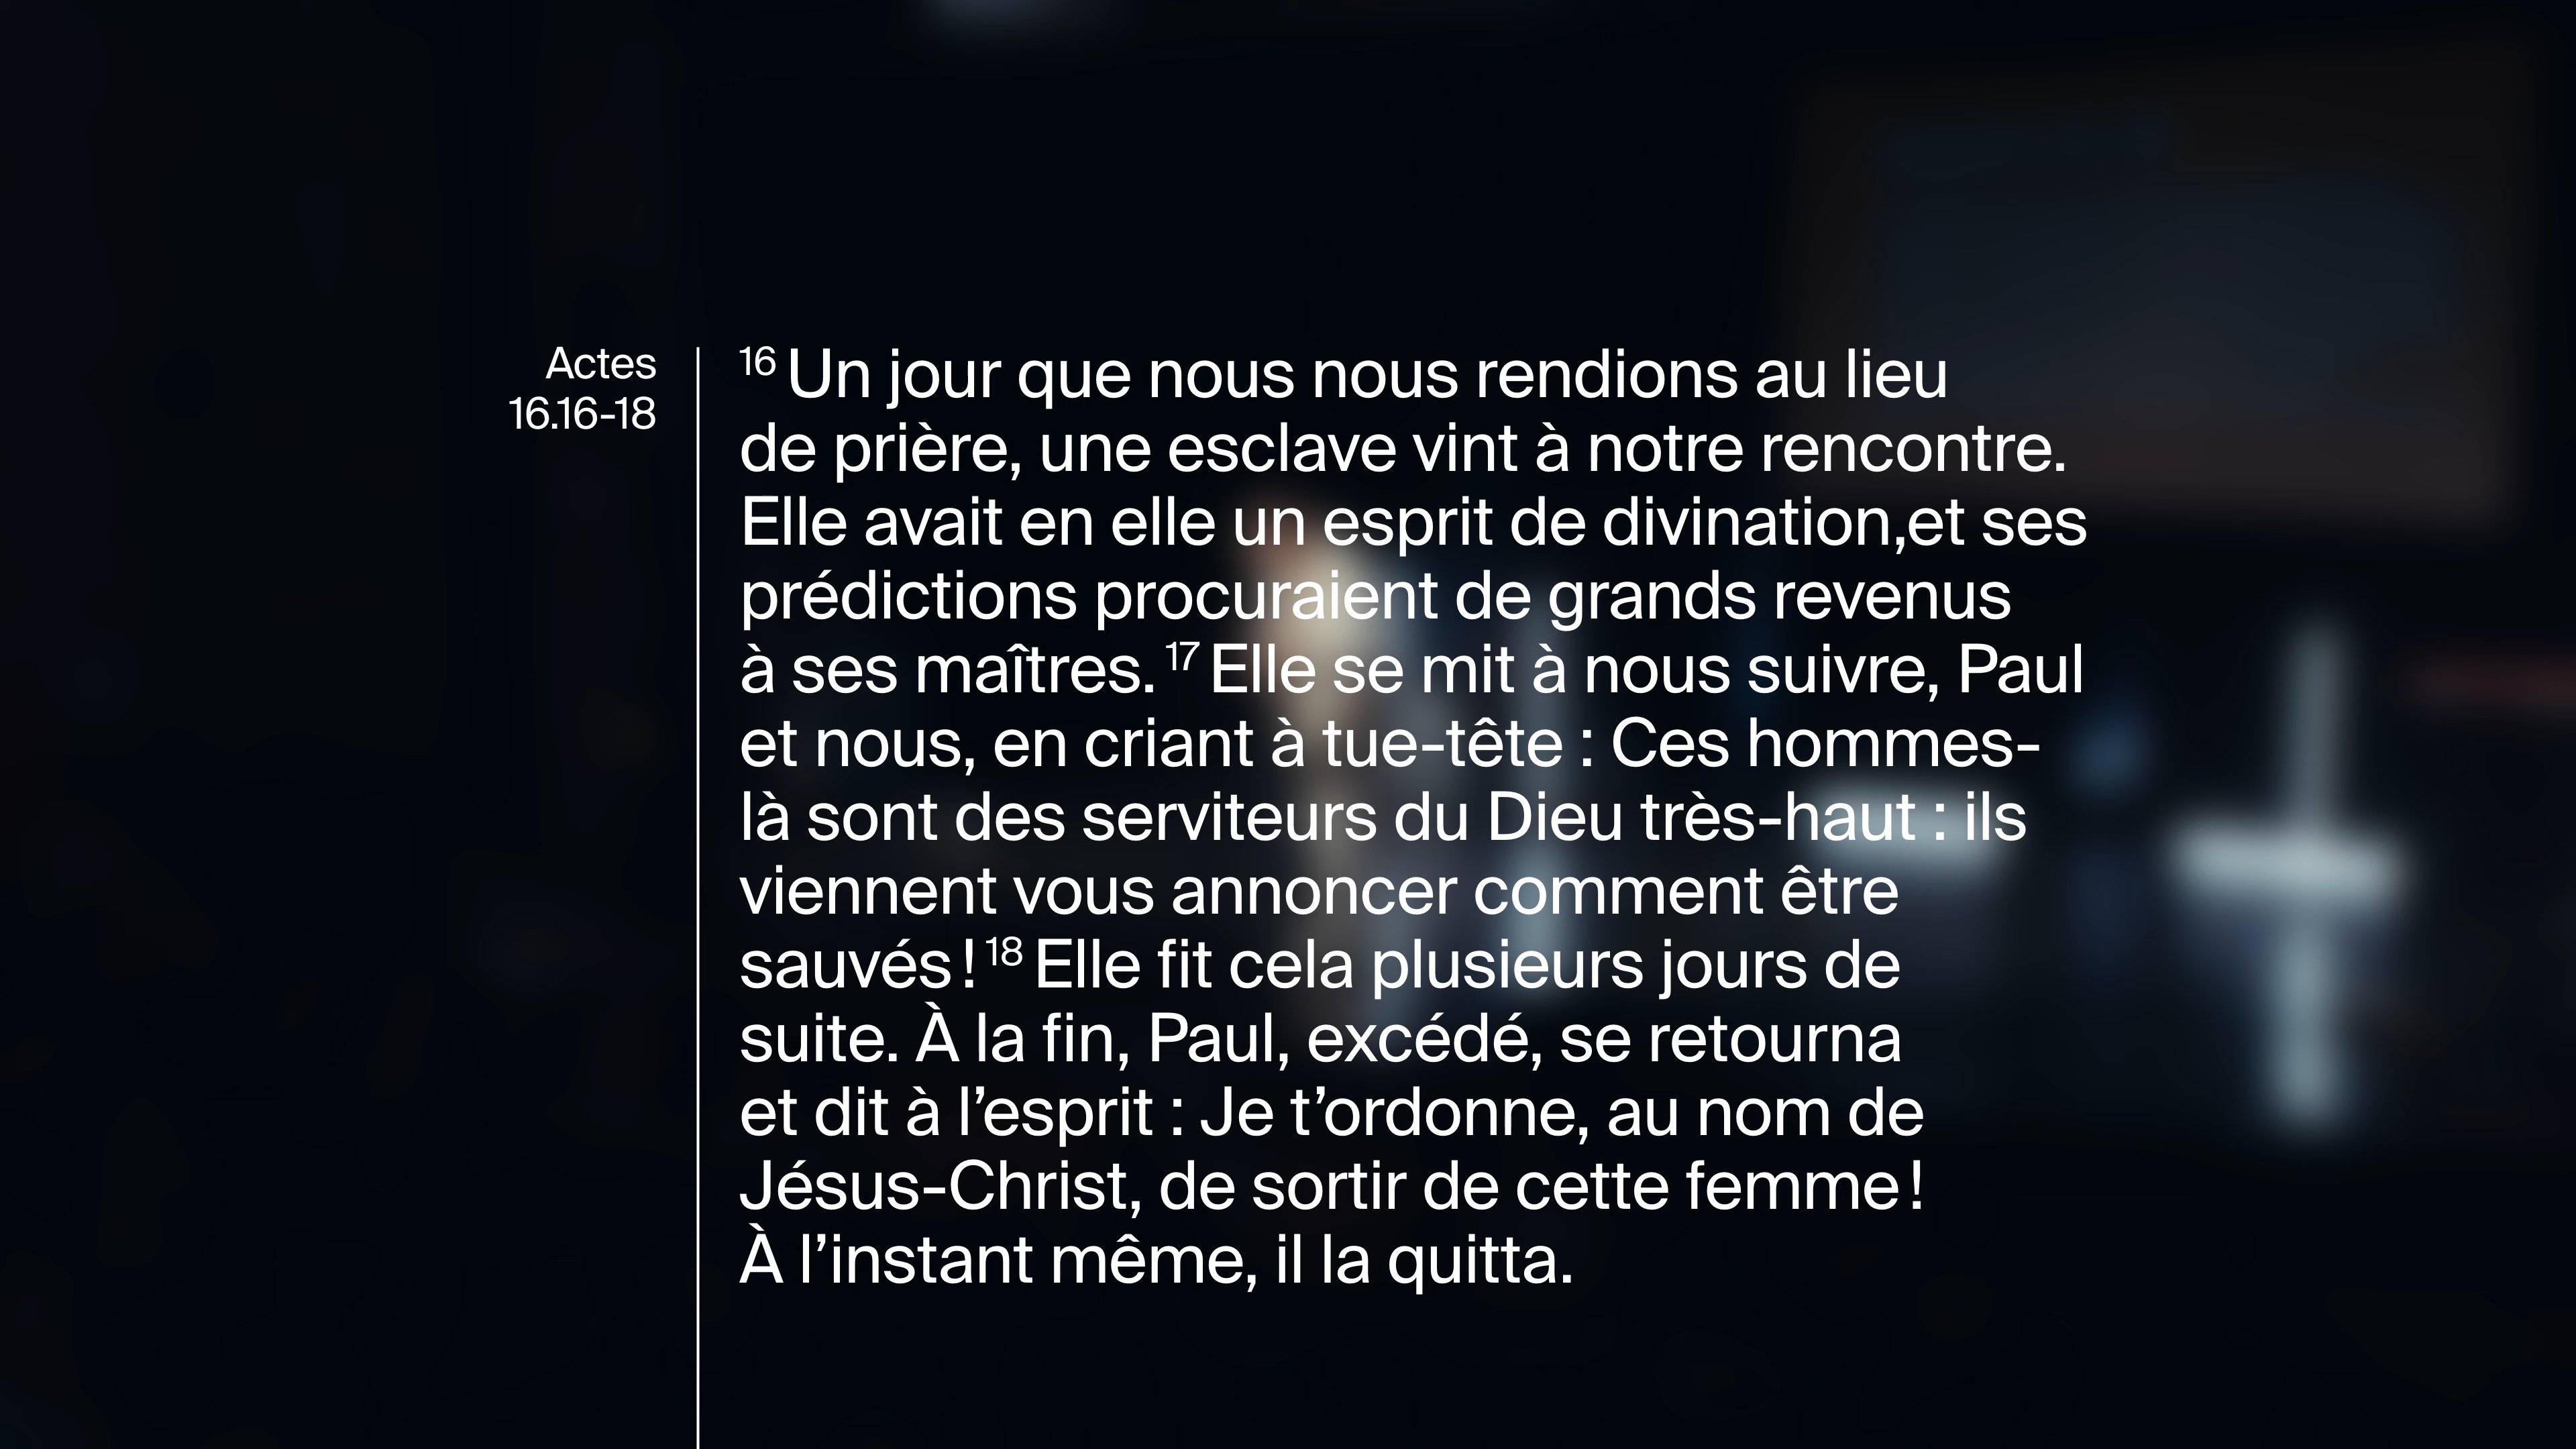 Actes
16.16-18
16 Un jour que nous nous rendions au lieu
de prière, une esclave vint à notre rencontre.
Elle avait en elle un esprit de divination,et ses
prédictions procuraient de grands revenus
à ses maîtres. 17 Elle se mit à nous suivre, Paul
et nous, en criant à tue-tête : Ces hommes-
là sont des serviteurs du Dieu très-haut : ils
viennent vous annoncer comment être
sauvés ! 18 Elle fit cela plusieurs jours de
suite. À la fin, Paul, excédé, se retourna
et dit à l’esprit : Je t’ordonne, au nom de
Jésus-Christ, de sortir de cette femme !
À l’instant même, il la quitta.